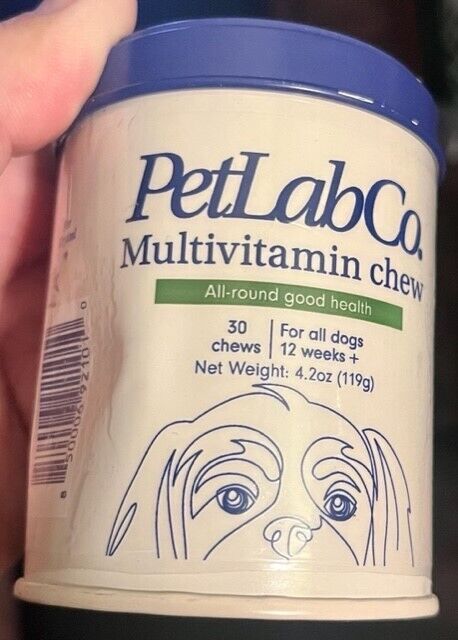 PetLabCo.
Multivitamin chew
All-round good health
30 chews
For all dogs
12 weeks +
Net Weight: 4.2oz (119g)